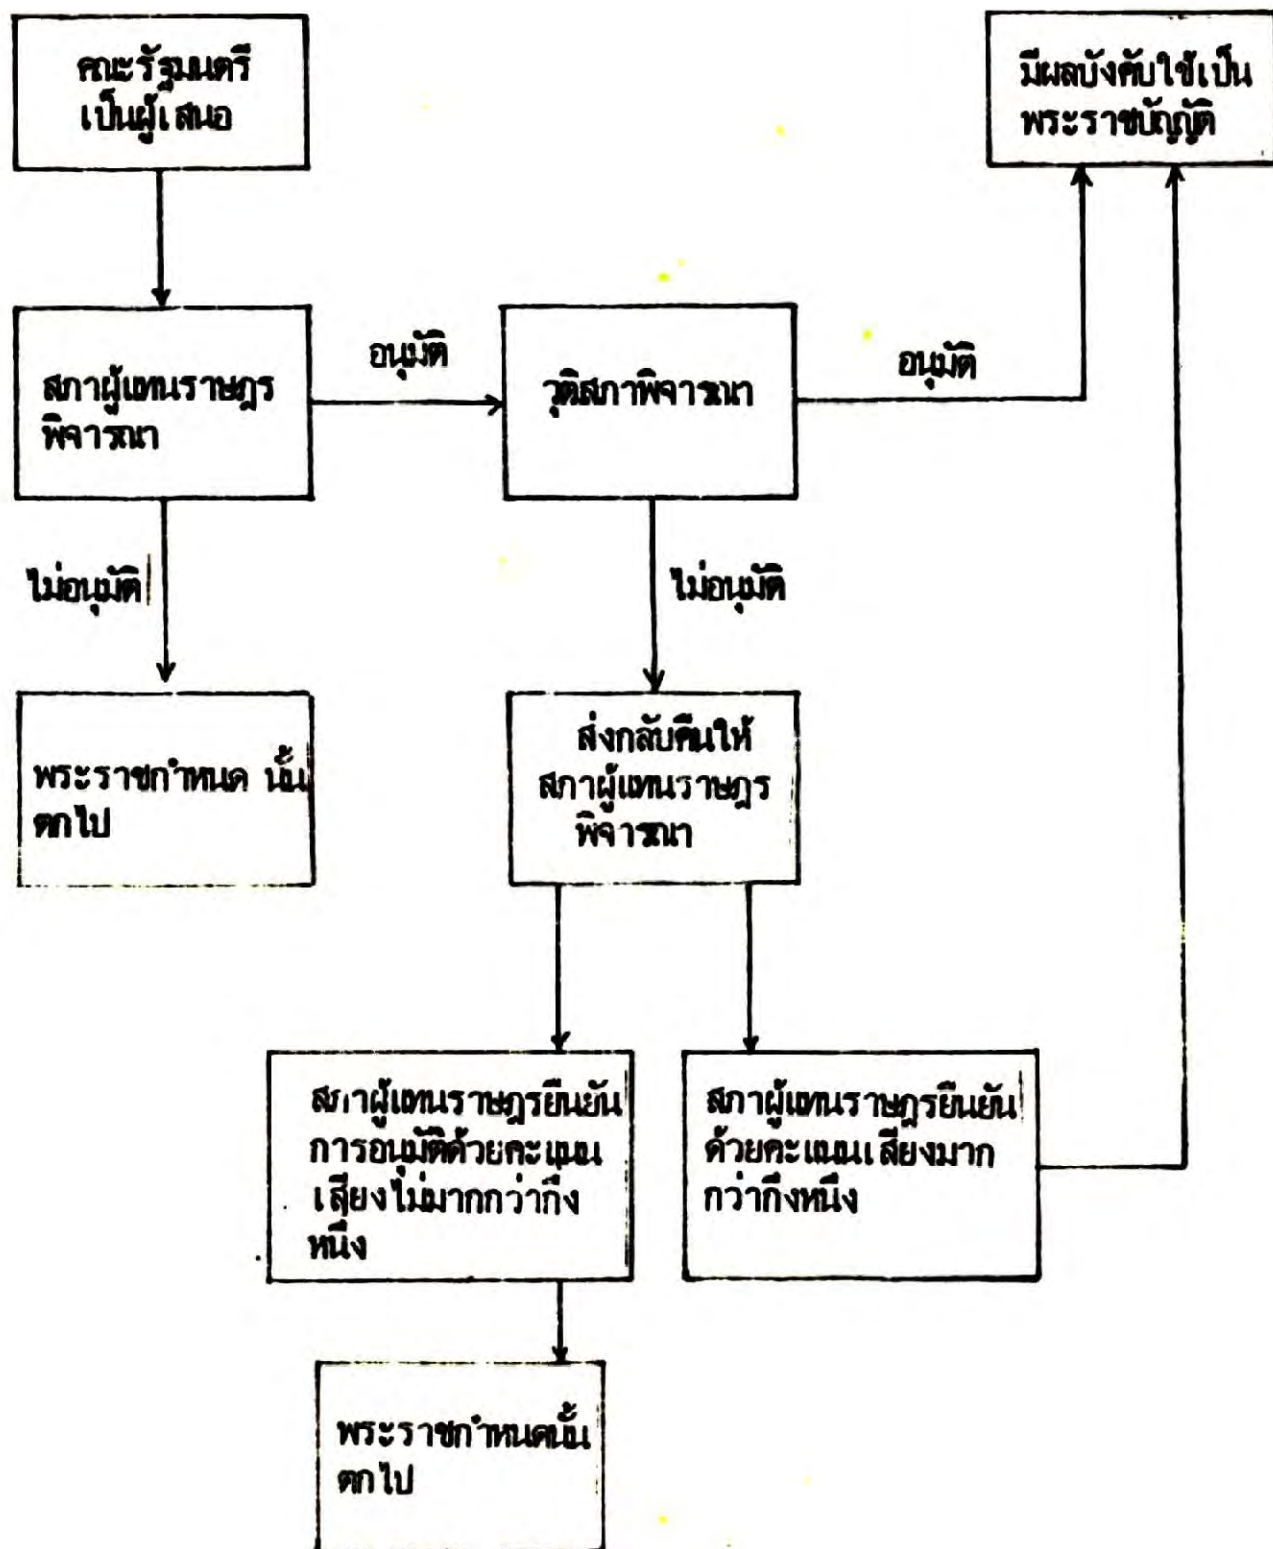 คณะรัฐมนตรี
เป็นผู้เสนอ
มีผลบังคับใช้เป็น
พระราชบัญญัติ
สภาผู้แทนราษฎร
พิจารณา
อนุมัติ
วุฒิสภาพิจารณา
อนุมัติ
ไม่อนุมัติ
ไม่อนุมัติ
พระราชกำหนด นั้น
ตกไป
ส่งกลับคืนให้
สภาผู้แทนราษฎร
พิจารณา
สภาผู้แทนราษฎรยืนยัน
การอนุมัติด้วยคะแนน
เสียงไม่มากกว่ากึ่ง
หนึ่ง
สภาผู้แทนราษฎรยืนยัน
ด้วยคะแนนเสียงมาก
กว่ากึ่งหนึ่ง
พระราชกำหนดนั้น
ตกไป